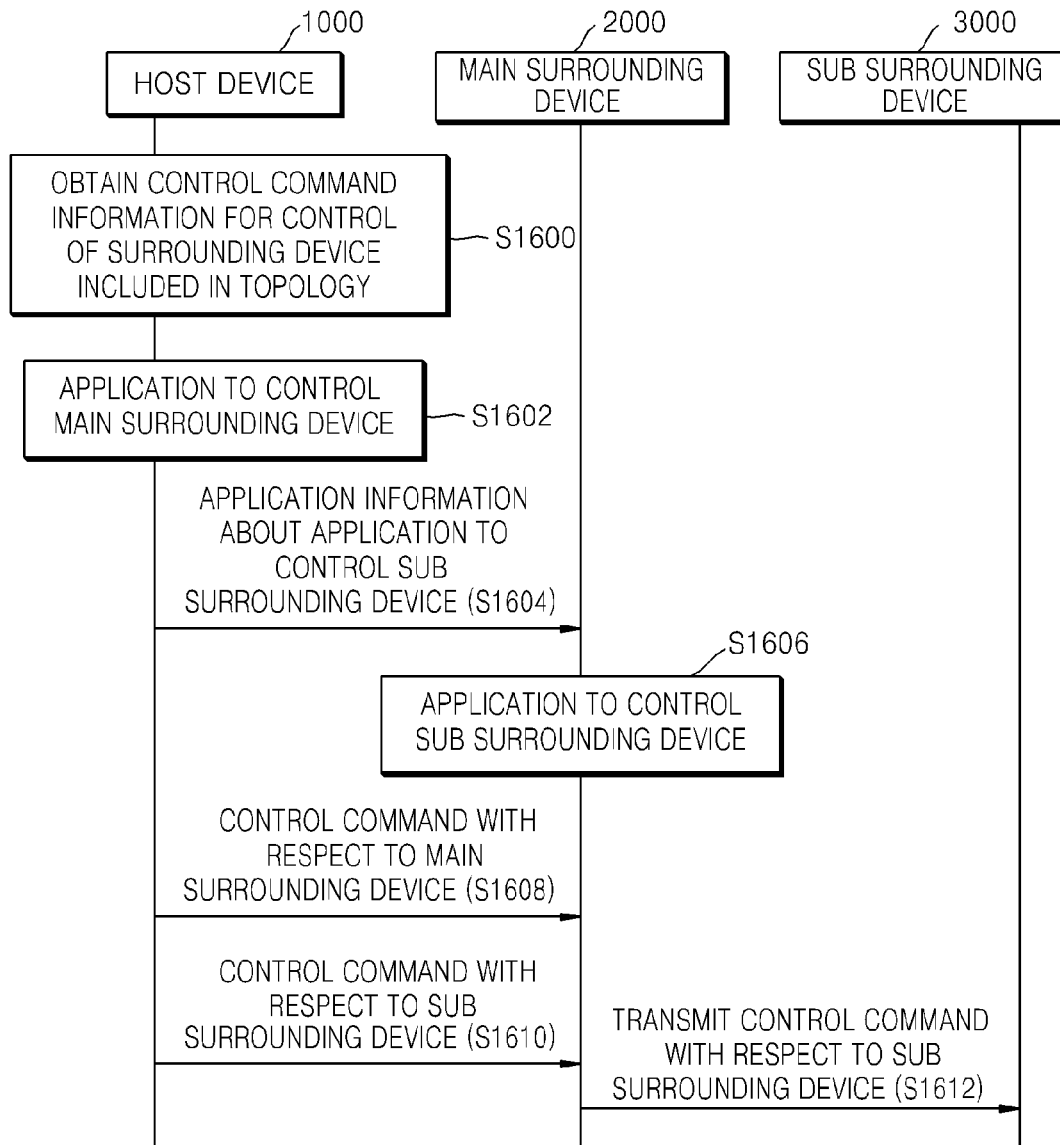 1000
2000
3000
HOST DEVICE
MAIN SURROUNDING
DEVICE
SUB SURROUNDING
DEVICE
OBTAIN CONTROL COMMAND
INFORMATION FOR CONTROL
OF SURROUNDING DEVICE
INCLUDED IN TOPOLOGY
S1600
APPLICATION TO CONTROL
MAIN SURROUNDING DEVICE
S1602
APPLICATION INFORMATION
ABOUT APPLICATION TO
CONTROL SUB
SURROUNDING DEVICE (S1604)
S1606
APPLICATION TO CONTROL
SUB SURROUNDING DEVICE
CONTROL COMMAND WITH
RESPECT TO MAIN
SURROUNDING DEVICE (S1608)
CONTROL COMMAND WITH
RESPECT TO SUB
SURROUNDING DEVICE (S1610)
TRANSMIT CONTROL COMMAND
WITH RESPECT TO SUB
SURROUNDING DEVICE (S1612)